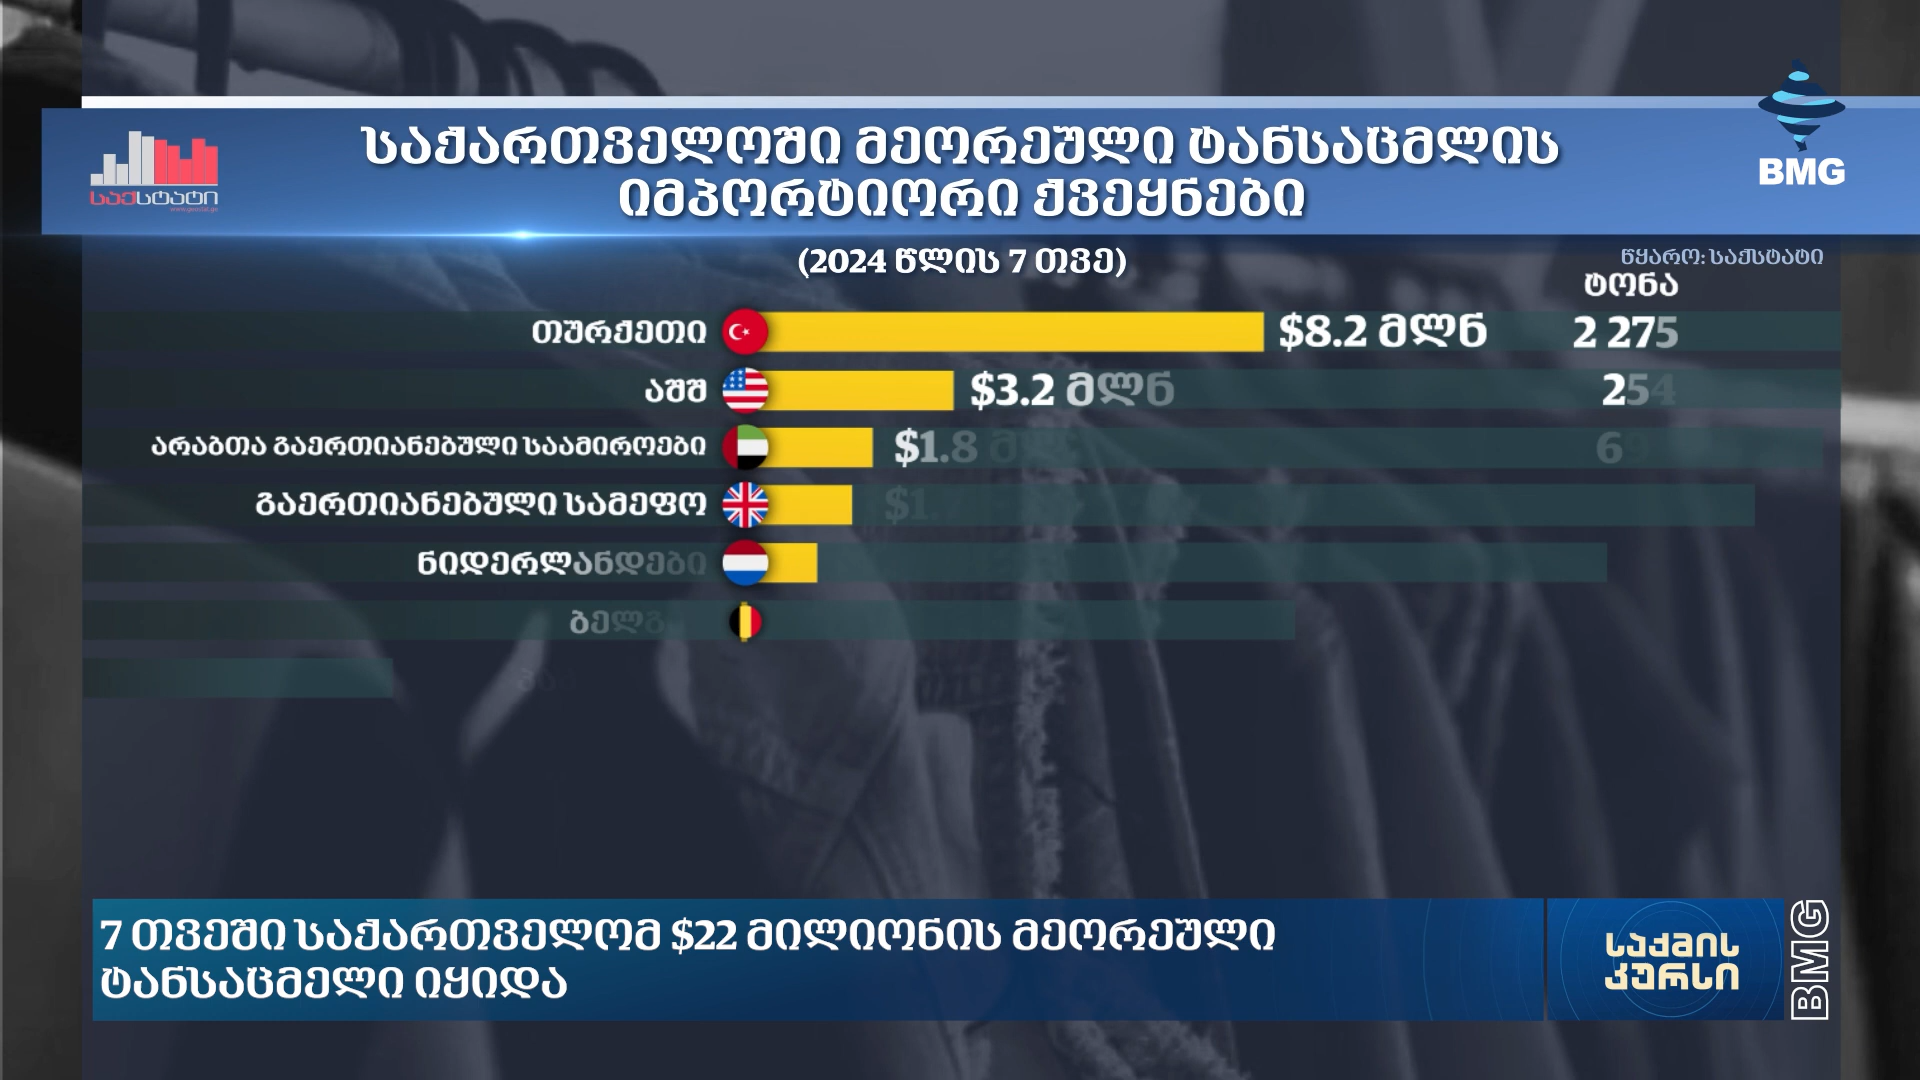 საქართველოში მეორეული ტანსაცმლის
იმპორტიორი ქვეყნები
საქსტატი
BMG
(2024 წლის 7 თვე)
წყარო: საქსტატი
ტონა
თურქეთი $8.2 მლნ 2 275
აშშ $3.2 მლნ 254
არაბთა გაერთიანებული საამიროები $1.8
გაერთიანებული სამეფო
ნიდერლანდები
7 თვეში საქართველომ $22 მილიონის მეორეული
ტანსაცმელი იყიდა
საქმის
კურსი
BMG